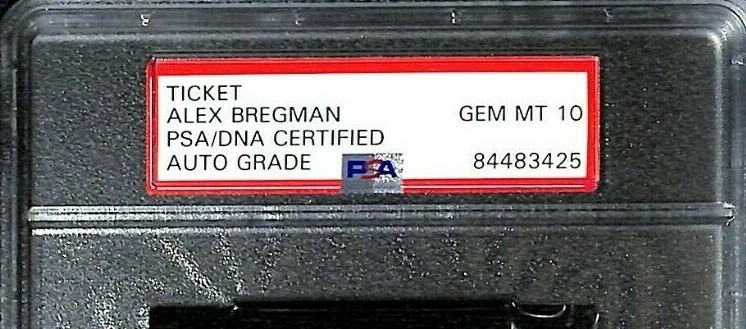 TICKET
ALEX BREGMAN GEM MT 10
PSA/DNA CERTIFIED
AUTO GRADE PSA 84483425